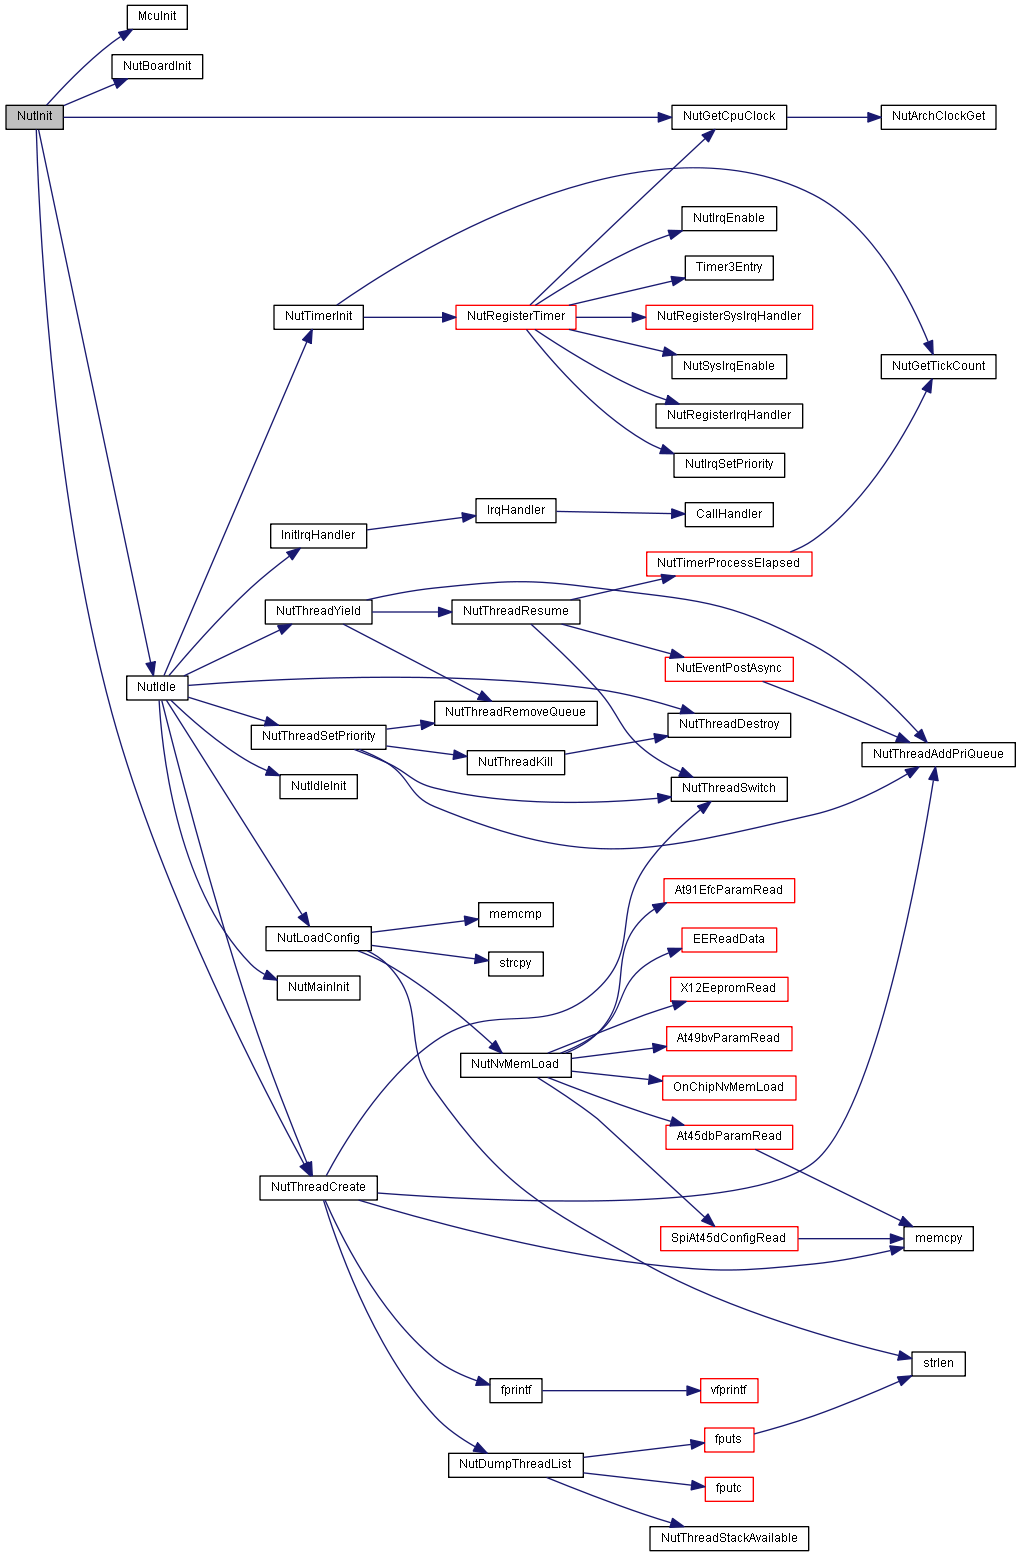 McuInit
NutBoardInit
NutInit
NutGetCpuClock
NutArchClockGet
NutIrqEnable
Timer3Entry
NutTimerInit
NutRegisterTimer
NutRegisterSysIrqHandler
NutSysIrqEnable
NutGetTickCount
NutRegisterIrqHandler
NutIrqSetPriority
IrqHandler
CallHandler
InitIrqHandler
NutTimerProcessElapsed
NutThreadYield
NutThreadResume
NutEventPostAsync
NutIdle
NutThreadRemoveQueue
NutThreadDestroy
NutThreadSetPriority
NutThreadAddPriQueue
NutThreadKill
NutIdleInit
NutThreadSwitch
At91EfcParamRead
memcmp
NutLoadConfig
EEReadData
strcpy
NutMainInit
X12EepromRead
At49bvParamRead
NutNvMemLoad
OnChipNvMemLoad
At45dbParamRead
NutThreadCreate
SpiAt45dConfigRead
memcpy
strlen
fprintf
vfprintf
fputs
NutDumpThreadList
fputc
NutThreadStackAvailable